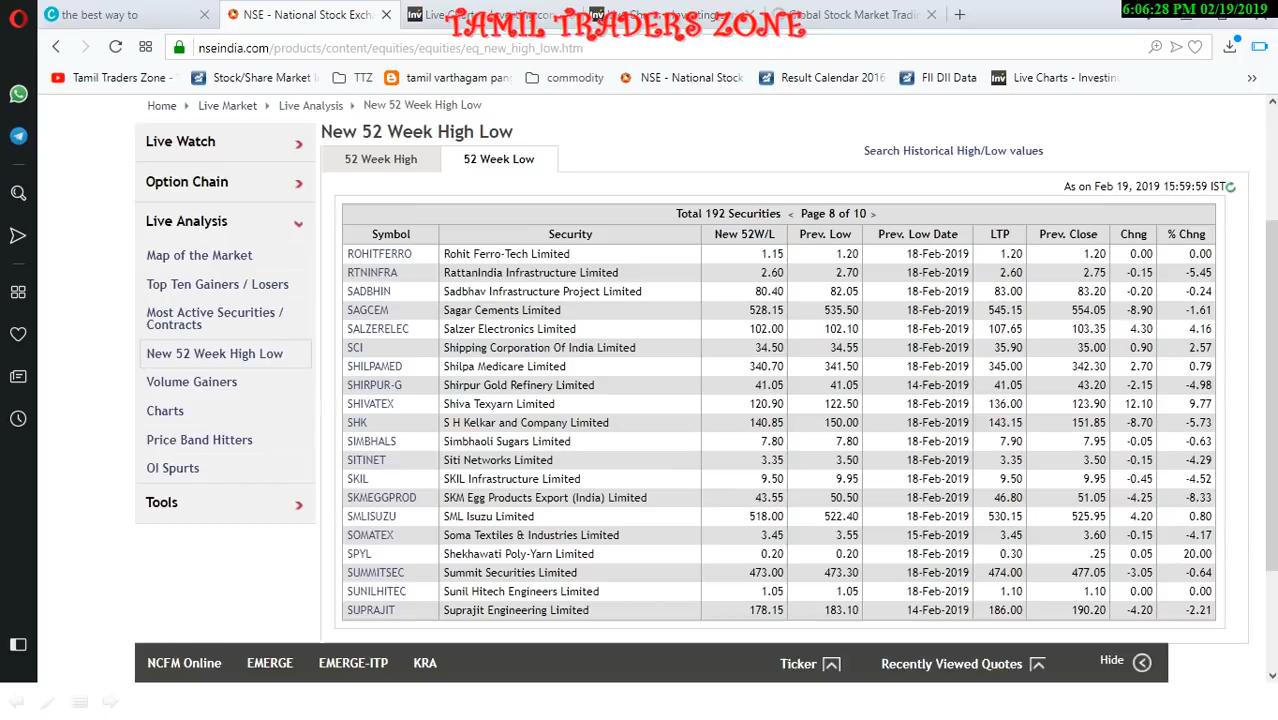 6:06:28 PM 02/19/2019
the best way to
NSE - National Stock Exch
Global Stock Market Tradi
TAMIL TRADERS ZONE
nseindia.com/products/content/equities/equities/eq_new_high_low.htm
Tamil Traders Zone - Stock/Share Market TTZ tamil varthagam commodity NSE - National Stock Result Calendar 2016 FII DII Data Live Charts - Investin
Home Live Market Live Analysis New 52 Week High Low
Live Watch
Option Chain
Live Analysis
Map of the Market
Top Ten Gainers / Losers
Most Active Securities /
Contracts
New 52 Week High Low
Volume Gainers
Charts
Price Band Hitters
OI Spurts
Tools
New 52 Week High Low
52 Week High 52 Week Low
Search Historical High/Low values
As on Feb 19, 2019 15:59:59 IST
Total 192 Securities < Page 8 of 10 >
Symbol Security New 52W/L Prev. Low Prev. Low Date LTP Prev. Close Chng % Chng
ROHITFERRO Rohit Ferro-Tech Limited 1.15 1.20 18-Feb-2019 1.20 1.20 0.00 0.00
RTNINFRA RattanIndia Infrastructure Limited 2.60 2.70 18-Feb-2019 2.60 2.75 -0.15 -5.45
SADBHIN Sadbhav Infrastructure Project Limited 80.40 82.05 18-Feb-2019 83.00 83.20 -0.20 -0.24
SAGCEM Sagar Cements Limited 528.15 535.50 18-Feb-2019 545.15 554.05 -8.90 -1.61
SALZERELEC Salzer Electronics Limited 102.00 102.10 18-Feb-2019 107.65 103.35 4.30 4.16
SCI Shipping Corporation Of India Limited 34.50 34.55 18-Feb-2019 35.90 35.00 0.90 2.57
SHILPAMED Shilpa Medicare Limited 340.70 341.50 18-Feb-2019 345.00 342.30 2.70 0.79
SHIRPUR-G Shirpur Gold Refinery Limited 41.05 41.05 14-Feb-2019 41.05 43.20 -2.15 -4.98
SHIVATEX Shiva Texyarn Limited 120.90 122.50 18-Feb-2019 136.00 123.90 12.10 9.77
SHK S H Kelkar and Company Limited 140.85 150.00 18-Feb-2019 143.15 151.85 -8.70 -5.73
SIMBHALS Simbhaoli Sugars Limited 7.80 7.80 18-Feb-2019 7.90 7.95 -0.05 -0.63
SITINET Siti Networks Limited 3.35 3.50 18-Feb-2019 3.35 3.50 -0.15 -4.29
SKIL SKIL Infrastructure Limited 9.50 9.95 18-Feb-2019 9.50 9.95 -0.45 -4.52
SKMEGGPROD SKM Egg Products Export (India) Limited 43.55 50.50 18-Feb-2019 46.80 51.05 -4.25 -8.33
SMLISUZU SML Isuzu Limited 518.00 522.40 18-Feb-2019 530.15 525.95 4.20 0.80
SOMATEX Soma Textiles & Industries Limited 3.45 3.55 15-Feb-2019 3.45 3.60 -0.15 -4.17
SPYL Shekhawati Poly-Yarn Limited 0.20 0.20 18-Feb-2019 0.30 .25 0.05 20.00
SUMMITSEC Summit Securities Limited 473.00 473.30 18-Feb-2019 474.00 477.05 -3.05 -0.64
SUNILHITEC Sunil Hitech Engineers Limited 1.05 1.05 18-Feb-2019 1.10 1.10 0.00 0.00
SUPRAJIT Suprajit Engineering Limited 178.15 183.10 14-Feb-2019 186.00 190.20 -4.20 -2.21
NCFM Online EMERGE EMERGE-ITP KRA Ticker Recently Viewed Quotes Hide